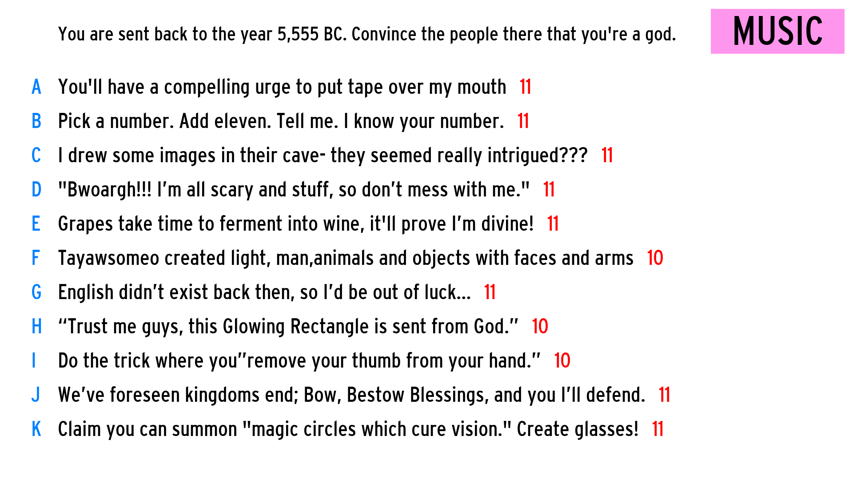 You are sent back to the year 5,555 BC. Convince the people there that you're a god.
MUSIC
A You'll have a compelling urge to put tape over my mouth 11
B Pick a number. Add eleven. Tell me. I know your number. 11
C I drew some images in their cave- they seemed really intrigued??? 11
D "Bwoargh!!! I’m all scary and stuff, so don’t mess with me." 11
E Grapes take time to ferment into wine, it'll prove I’m divine! 11
F Tayawsomeo created light, man,animals and objects with faces and arms 10
G English didn’t exist back then, so I’d be out of luck... 11
H “Trust me guys, this Glowing Rectangle is sent from God.” 10
I Do the trick where you”remove your thumb from your hand.” 10
J We’ve foreseen kingdoms end; Bow, Bestow Blessings, and you I’ll defend. 11
K Claim you can summon "magic circles which cure vision." Create glasses! 11